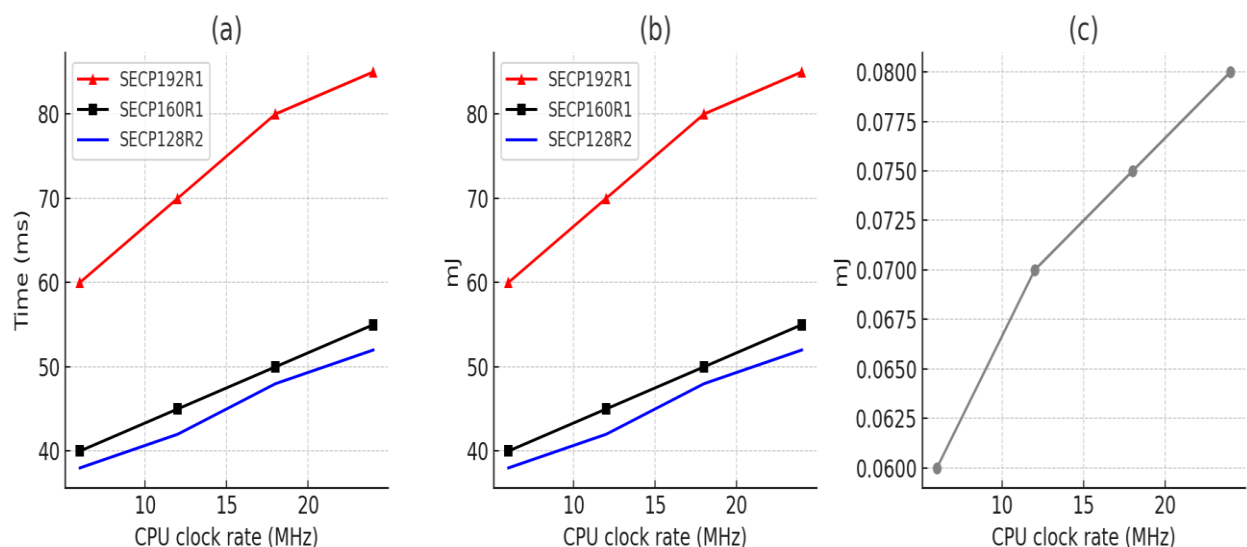 (a)
SECP192R1
SECP160R1
SECP128R2
80
70
60
50
40
Time (ms)
10 15 20
CPU clock rate (MHz)
(b)
SECP192R1
SECP160R1
SECP128R2
80
70
60
50
40
mJ
10 15 20
CPU clock rate (MHz)
(c)
0.0800
0.0775
0.0750
0.0725
0.0700
0.0675
0.0650
0.0625
0.0600
mJ
10 15 20
CPU clock rate (MHz)